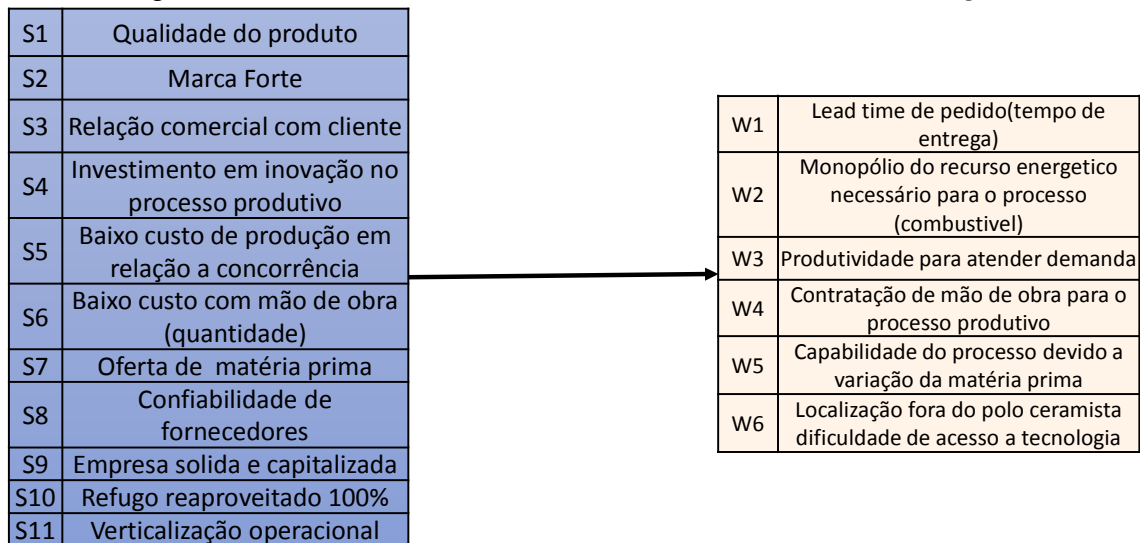 S1 Qualidade do produto
S2 Marca Forte
S3 Relação comercial com cliente
S4 Investimento em inovação no
processo produtivo
S5 Baixo custo de produção em
relação a concorrência
S6 Baixo custo com mão de obra
(quantidade)
S7 Oferta de matéria prima
S8 Confiabilidade de
fornecedores
S9 Empresa solida e capitalizada
S10 Refugo reaproveitado 100%
S11 Verticalização operacional
W1 Lead time de pedido(tempo de
entrega)
W2 Monopólio do recurso energetico
necessário para o processo
(combustivel)
W3 Produtividade para atender demanda
W4 Contratação de mão de obra para o
processo produtivo
W5 Capabilidade do processo devido a
variação da matéria prima
W6 Localização fora do polo ceramista
dificuldade de acesso a tecnologia